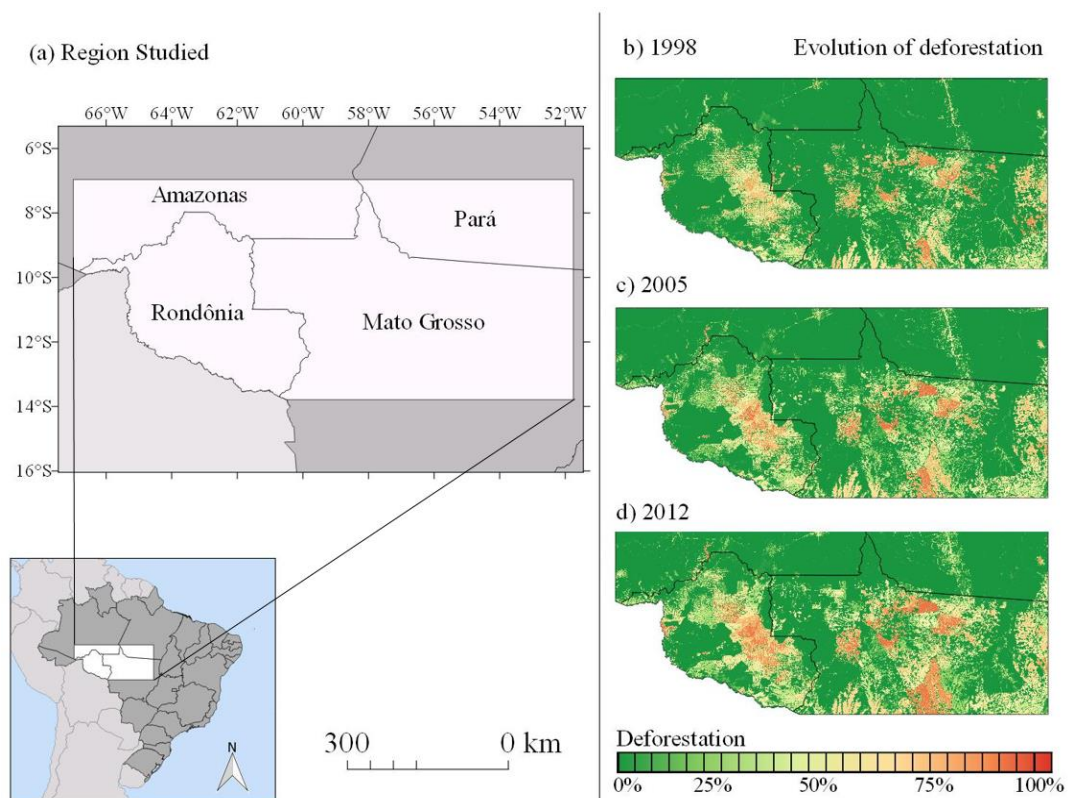 (a) Region Studied
66°W 64°W 62°W 60°W 58°W 56°W 54°W 52°W
6°S
8°S
10°S
12°S
14°S
16°S
Amazonas
Pará
Rondônia
Mato Grosso
N
300 0 km
b) 1998 Evolution of deforestation
c) 2005
d) 2012
Deforestation
0% 25% 50% 75% 100%